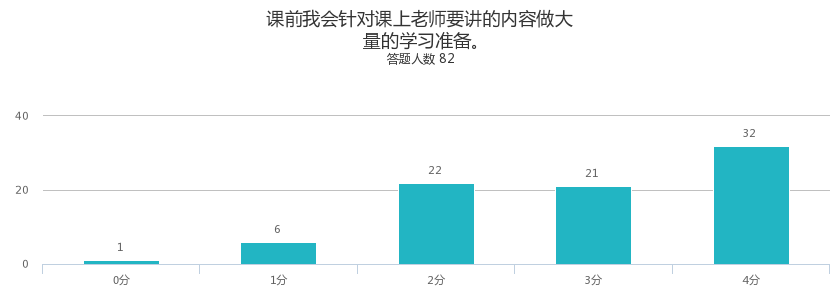 课前我会针对课上老师要讲的内容做大
量的学习准备。
答题人数 82
40
20
0
1
6
22
21
32
0分
1分
2分
3分
4分